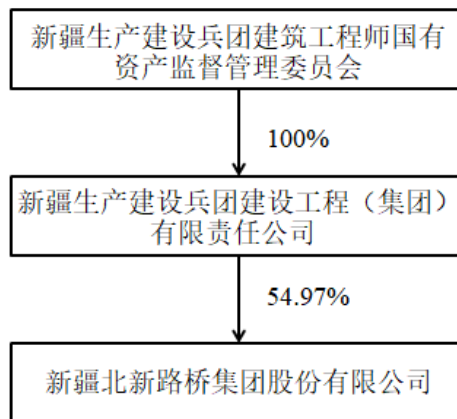 新疆生产建设兵团建筑工程师国有
资产监督管理委员会
100%
新疆生产建设兵团建设工程（集团）
有限责任公司
54.97%
新疆北新路桥集团股份有限公司